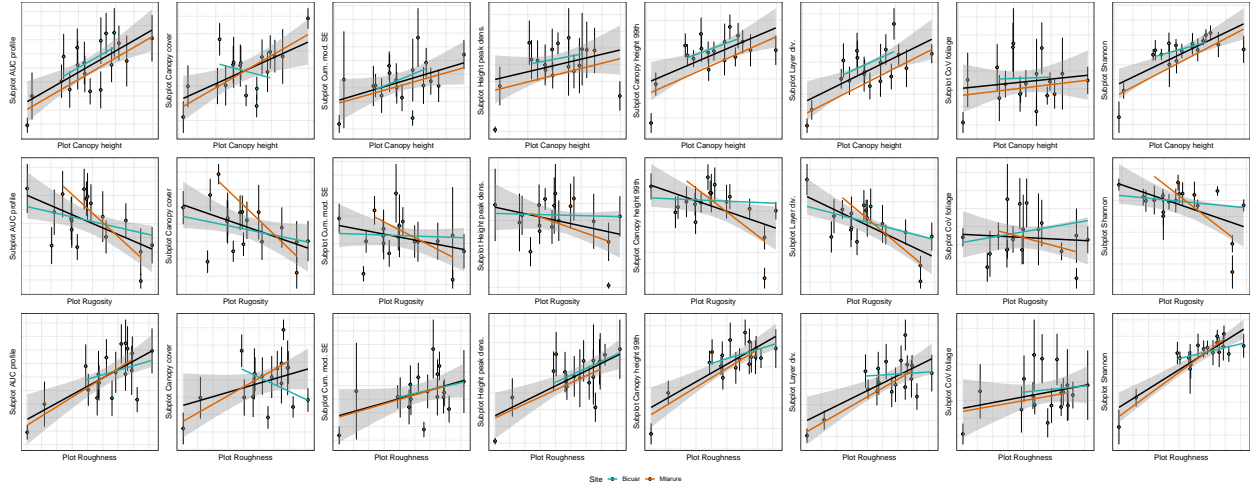 Subplot AUC profile
Plot Canopy height
Subplot Canopy cover
Plot Canopy height
Subplot Cum. mod. SE
Plot Canopy height
Subplot Height peak dens.
Plot Canopy height
Subplot Canopy height 99th
Plot Canopy height
Subplot Layer div.
Plot Canopy height
Subplot CoV foliage
Plot Canopy height
Subplot Shannon
Plot Canopy height
Subplot AUC profile
Plot Rugosity
Subplot Canopy cover
Plot Rugosity
Subplot Cum. mod. SE
Plot Rugosity
Subplot Height peak dens.
Plot Rugosity
Subplot Canopy height 99th
Plot Rugosity
Subplot Layer div.
Plot Rugosity
Subplot CoV foliage
Plot Rugosity
Subplot Shannon
Plot Rugosity
Subplot AUC profile
Plot Roughness
Subplot Canopy cover
Plot Roughness
Subplot Cum. mod. SE
Plot Roughness
Subplot Height peak dens.
Plot Roughness
Subplot Canopy height 99th
Plot Roughness
Subplot Layer div.
Plot Roughness
Subplot CoV foliage
Plot Roughness
Subplot Shannon
Plot Roughness
Site Bicuar Mtarure